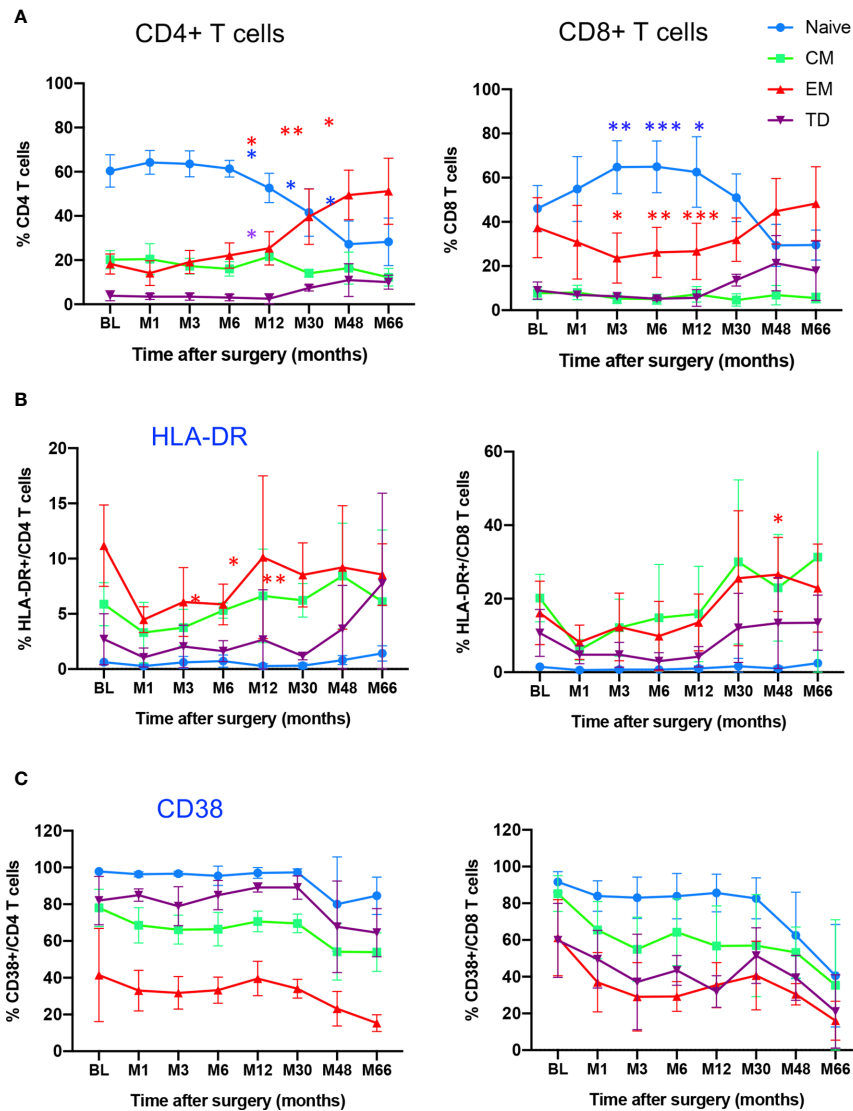 A
CD4+ T cells
CD8+ T cells
Naive
CM
EM
TD
% CD4 T cells
100
80
60
40
20
0
*
**
*
*
*
*
*
BL M1 M3 M6 M12 M30 M48 M66
Time after surgery (months)
% CD8 T cells
100
80
60
40
20
0
** *** *
* ** ***
BL M1 M3 M6 M12 M30 M48 M66
Time after surgery (months)
B
HLA-DR
% HLA-DR+/CD4 T cells
20
15
10
5
0
*
**
*
BL M1 M3 M6 M12 M30 M48 M66
Time after surgery (months)
% HLA-DR+/CD8 T cells
60
40
20
0
*
BL M1 M3 M6 M12 M30 M48 M66
Time after surgery (months)
C
CD38
% CD38+/CD4 T cells
120
100
80
60
40
20
0
BL M1 M3 M6 M12 M30 M48 M66
Time after surgery (months)
% CD38+/CD8 T cells
120
100
80
60
40
20
0
BL M1 M3 M6 M12 M30 M48 M66
Time after surgery (months)